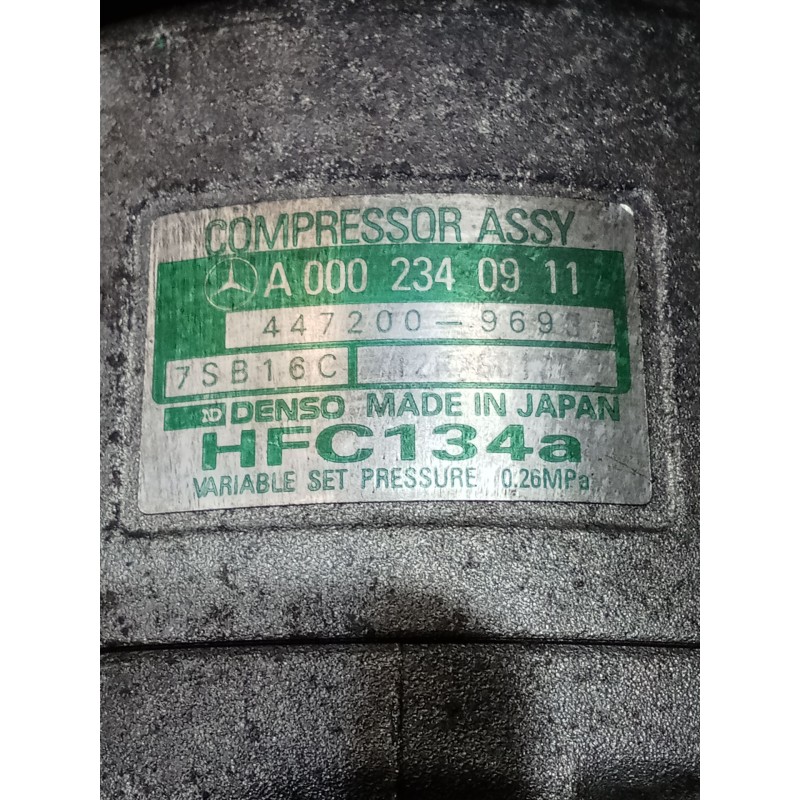 COMPRESSOR ASSY
A 000 234 09 11
447200-969
7SB16C
ND DENSO MADE IN JAPAN
HFC134a
VARIABLE SET PRESSURE 0.26MPa